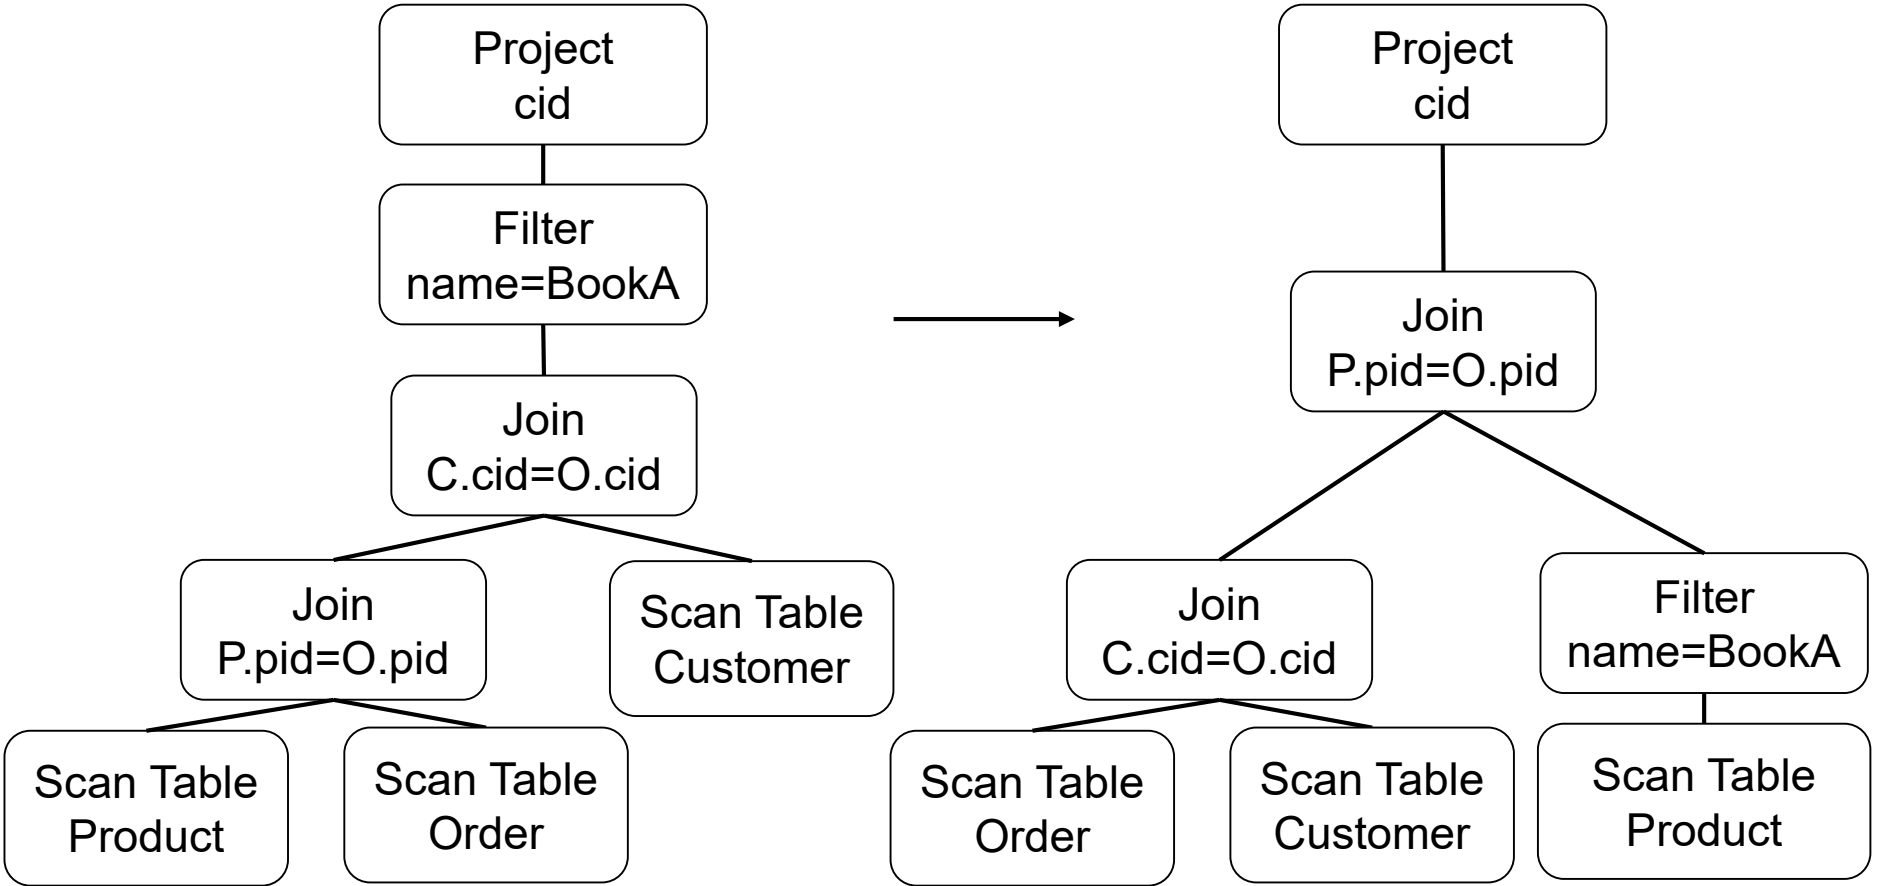 Project
cid
Filter
name=BookA
Join
C.cid=O.cid
Join
P.pid=O.pid
Scan Table
Customer
Scan Table
Product
Scan Table
Order
Project
cid
Join
P.pid=O.pid
Join
C.cid=O.cid
Filter
name=BookA
Scan Table
Order
Scan Table
Customer
Scan Table
Product